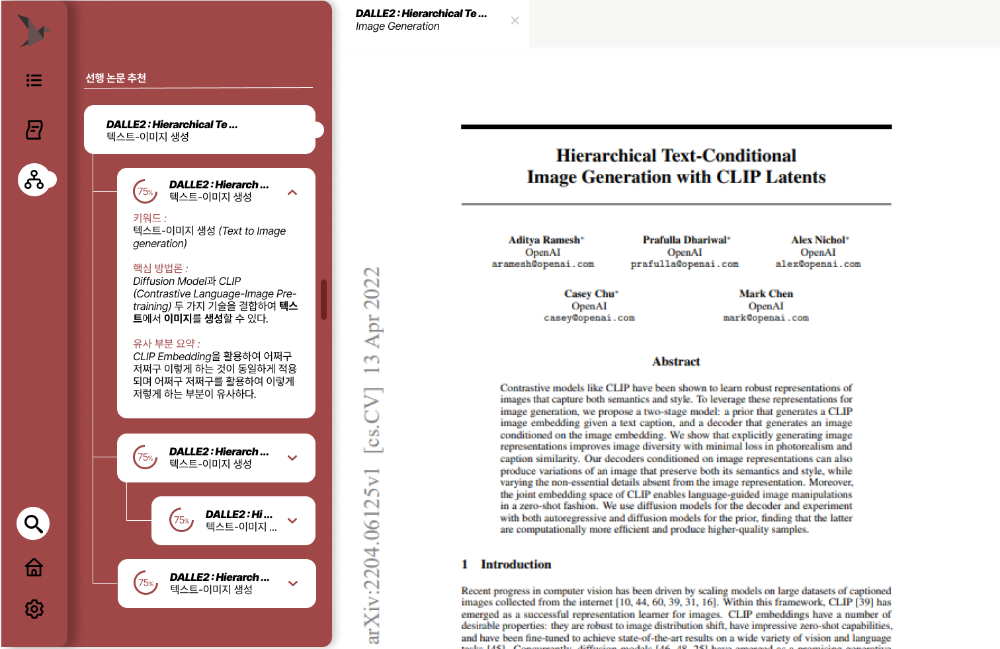 선행 논문 추천
DALLE2 : Hierarchical Te ...
텍스트-이미지 생성
75%
DALLE2 : Hierarch ...
텍스트-이미지 생성
키워드 :
텍스트-이미지 생성 (Text to Image
generation)
핵심 방법론 :
Diffusion Model과 CLIP
(Contrastive Language-Image Pre-
training) 두 가지 기술을 결합하여 텍스
트에서 이미지를 생성할 수 있다.
유사 부분 요약 :
CLIP Embedding을 활용하여 어쩌구
저쩌구 이렇게 하는 것이 동일하게 적용
되며 어쩌구 저쩌구를 활용하여 이렇게
저렇게 하는 부분이 유사하다.
75%
DALLE2 : Hierarch ...
텍스트-이미지 생성
75%
DALLE2 : Hi ...
텍스트-이미지 ...
75%
DALLE2 : Hierarch ...
텍스트-이미지 생성
DALLE2 : Hierarchical Te ...
Image Generation
arXiv:2204.06125v1 [cs.CV] 13 Apr 2022
Hierarchical Text-Conditional
Image Generation with CLIP Latents
Aditya Ramesh* Prafulla Dhariwal* Alex Nichol*
OpenAI OpenAI OpenAI
aramesh@openai.com prafulla@openai.com alex@openai.com
Casey Chu* Mark Chen
OpenAI OpenAI
casey@openai.com mark@openai.com
Abstract
Contrastive models like CLIP have been shown to learn robust representations of
images that capture both semantics and style. To leverage these representations for
image generation, we propose a two-stage model: a prior that generates a CLIP
image embedding given a text caption, and a decoder that generates an image
conditioned on the image embedding. We show that explicitly generating image
representations improves image diversity with minimal loss in photorealism and
caption similarity. Our decoders conditioned on image representations can also
produce variations of an image that preserve both its semantics and style, while
varying the non-essential details absent from the image representation. Moreover,
the joint embedding space of CLIP enables language-guided image manipulations
in a zero-shot fashion. We use diffusion models for the decoder and experiment
with both autoregressive and diffusion models for the prior, finding that the latter
are computationally more efficient and produce higher-quality samples.
1 Introduction
Recent progress in computer vision has been driven by scaling models on large datasets of captioned
images collected from the internet [10, 44, 60, 39, 31, 16]. Within this framework, CLIP [39] has
emerged as a successful representation learner for images. CLIP embeddings have a number of
desirable properties: they are robust to image distribution shift, have impressive zero-shot capabilities,
and have been fine-tuned to achieve state-of-the-art results on a wide variety of vision and language
tasks [45]. Concurrently, diffusion models [46, 48, 25] have emerged as a promising generative